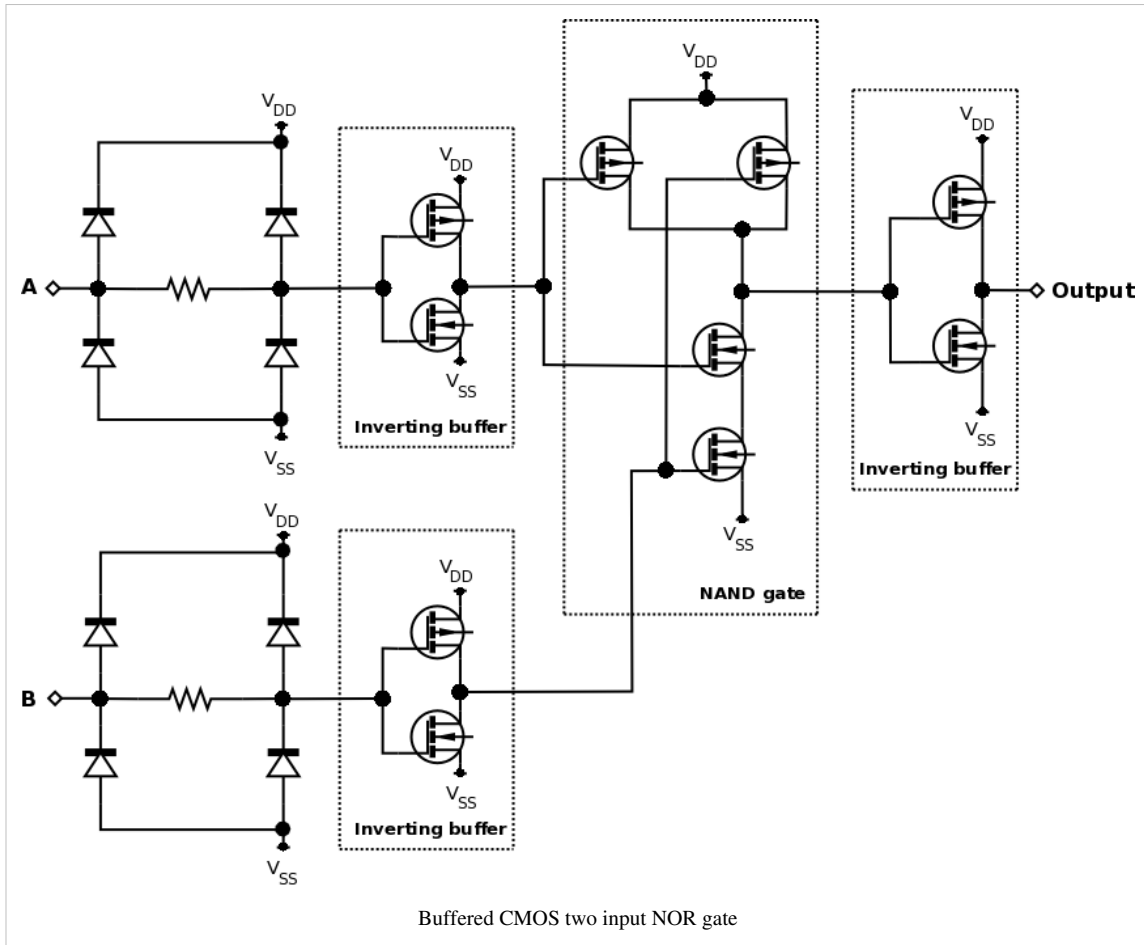 V_DD
V_DD
V_DD
V_DD
A
Output
V_SS
Inverting buffer
V_SS
V_SS
Inverting buffer
V_DD
V_SS
V_DD
NAND gate
B
V_SS
Inverting buffer
V_SS
Buffered CMOS two input NOR gate